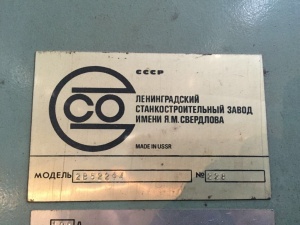 СССР
СО
ЛЕНИНГРАДСКИЙ
СТАНКОСТРОИТЕЛЬНЫЙ ЗАВОД
ИМЕНИ Я.М. СВЕРДЛОВА
MADE IN USSR
МОДЕЛЬ №
А